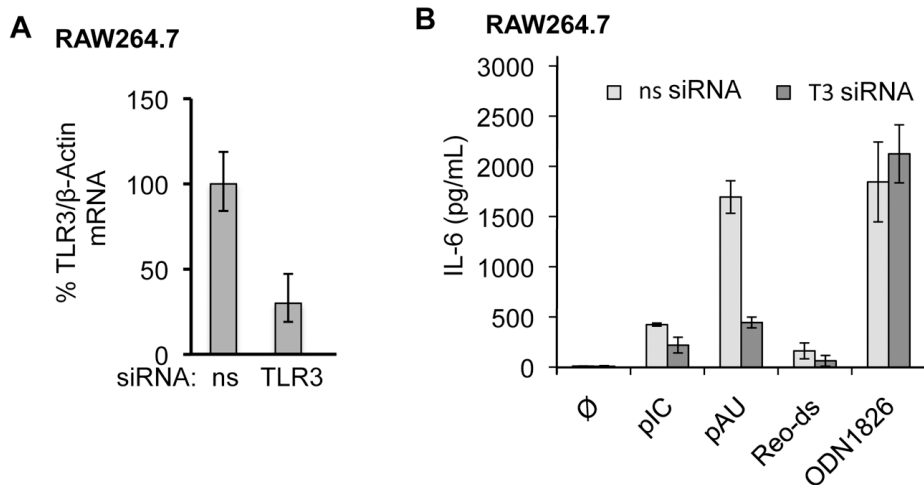 A RAW264.7
% TLR3/β-Actin
mRNA
150
100
50
0
siRNA: ns TLR3
B RAW264.7
IL-6 (pg/mL)
3000
2500
2000
1500
1000
500
0
ns siRNA T3 siRNA
Ø
pIC
pAU
Reo-ds
ODN1826